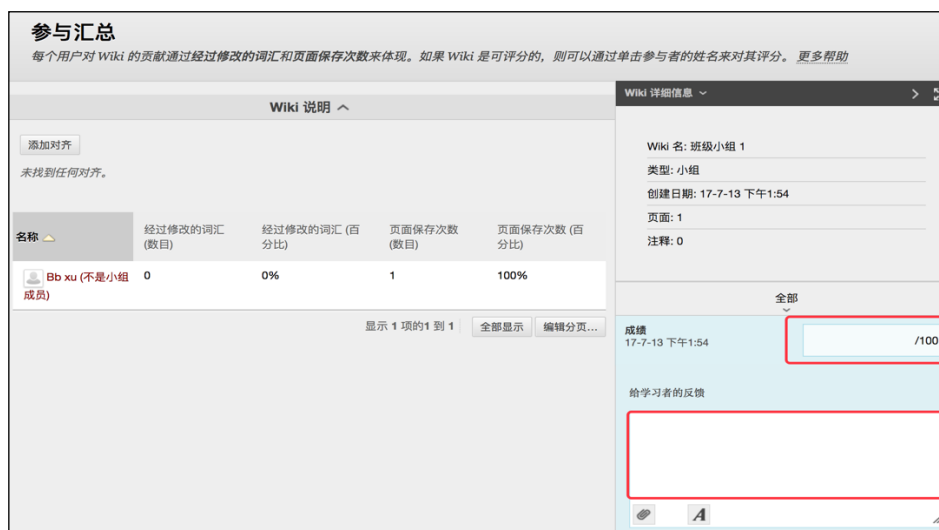 参与汇总
每个用户对 Wiki 的贡献通过经过修改的词汇和页面保存次数来体现。如果 Wiki 是可评分的，则可以通过单击参与者的姓名来对其评分。 更多帮助
Wiki 说明
添加对齐
未找到任何对齐。
名称
经过修改的词汇
(数目)
经过修改的词汇 (百
分比)
页面保存次数
(数目)
页面保存次数 (百
分比)
Bb xu (不是小组
成员)
0
0%
1
100%
显示 1 项的1 到 1
全部显示
编辑分页...
Wiki 详细信息
Wiki 名: 班级小组 1
类型: 小组
创建日期: 17-7-13 下午1:54
页面: 1
注释: 0
全部
成绩
17-7-13 下午1:54
/100
给学习者的反馈
A